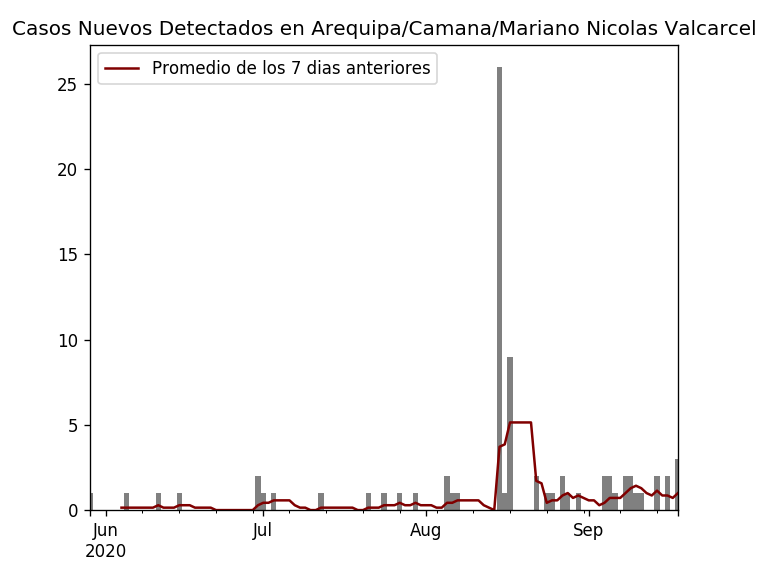 Casos Nuevos Detectados en Arequipa/Camana/Mariano Nicolas Valcarcel
Promedio de los 7 dias anteriores
25
20
15
10
5
0
Jun Jul Aug Sep
2020